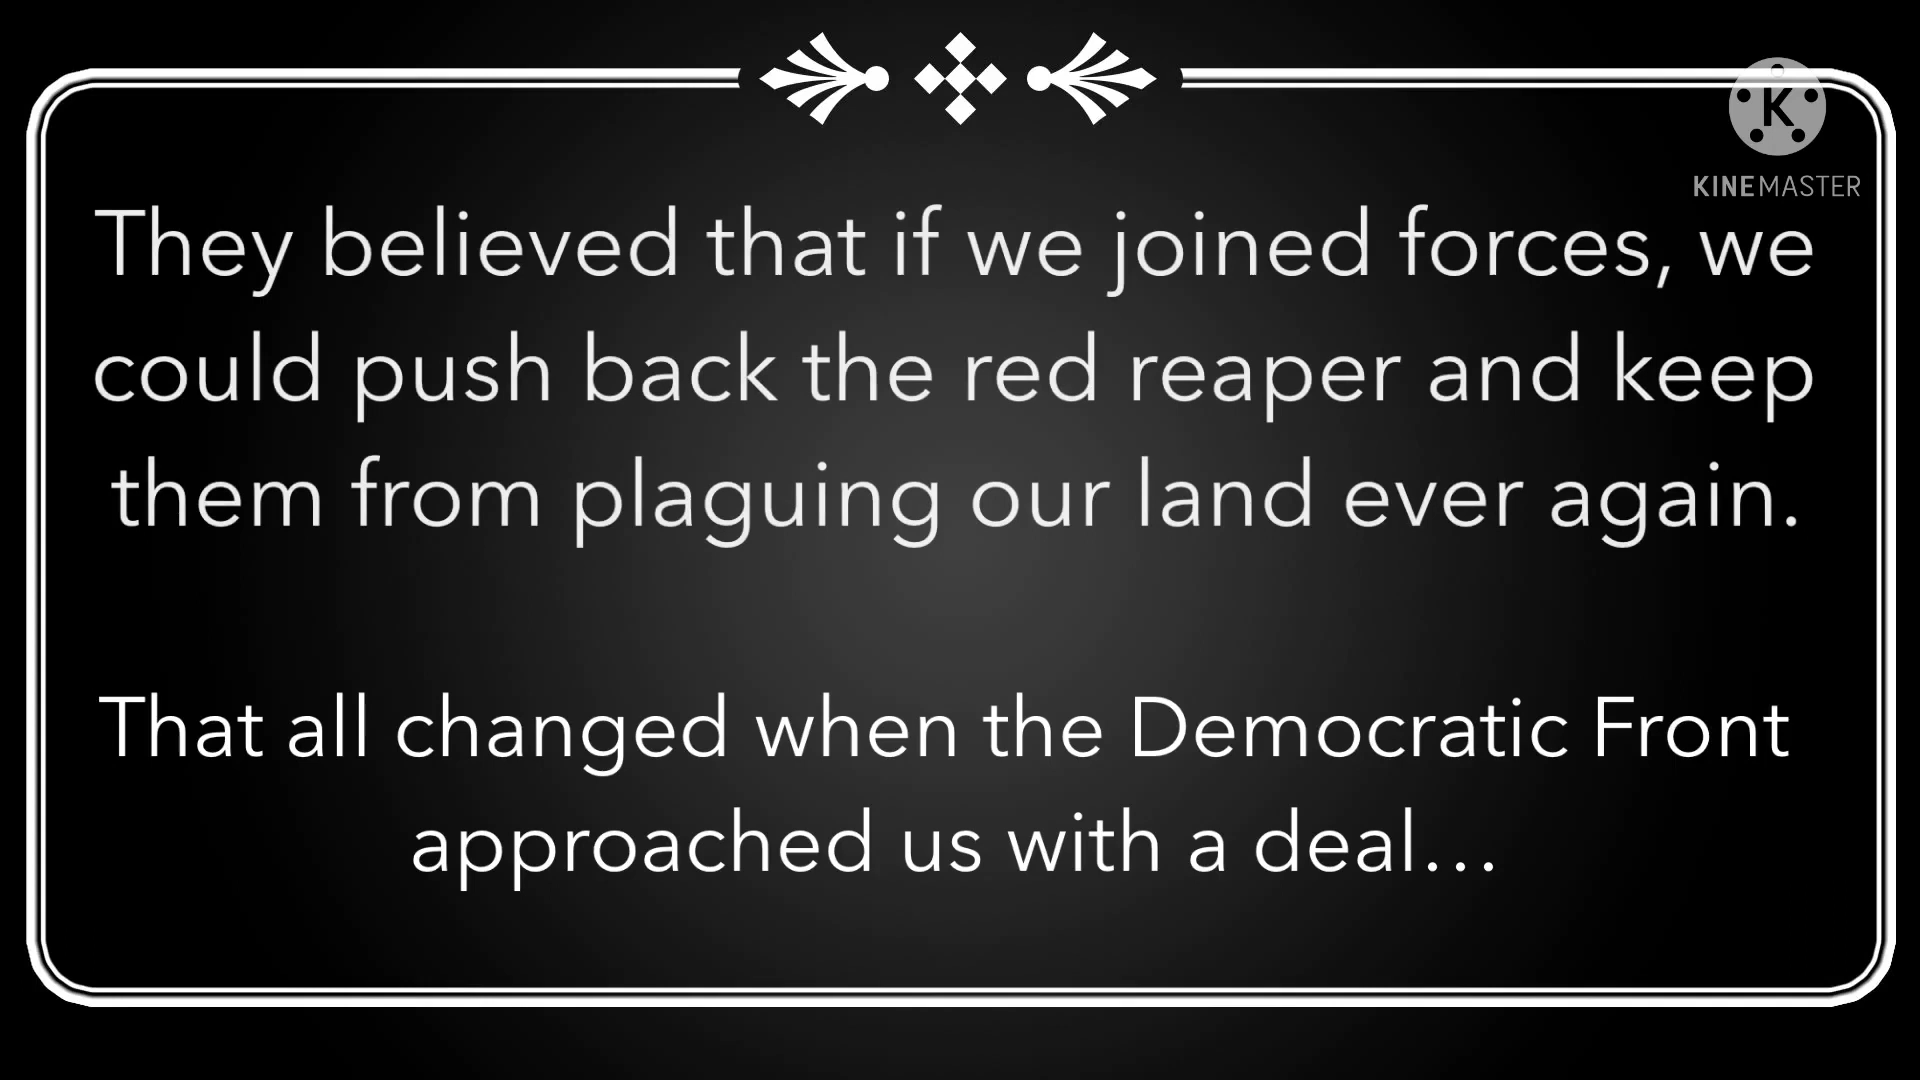 K
KINEMASTER
They believed that if we joined forces, we
could push back the red reaper and keep
them from plaguing our land ever again.
That all changed when the Democratic Front
approached us with a deal...